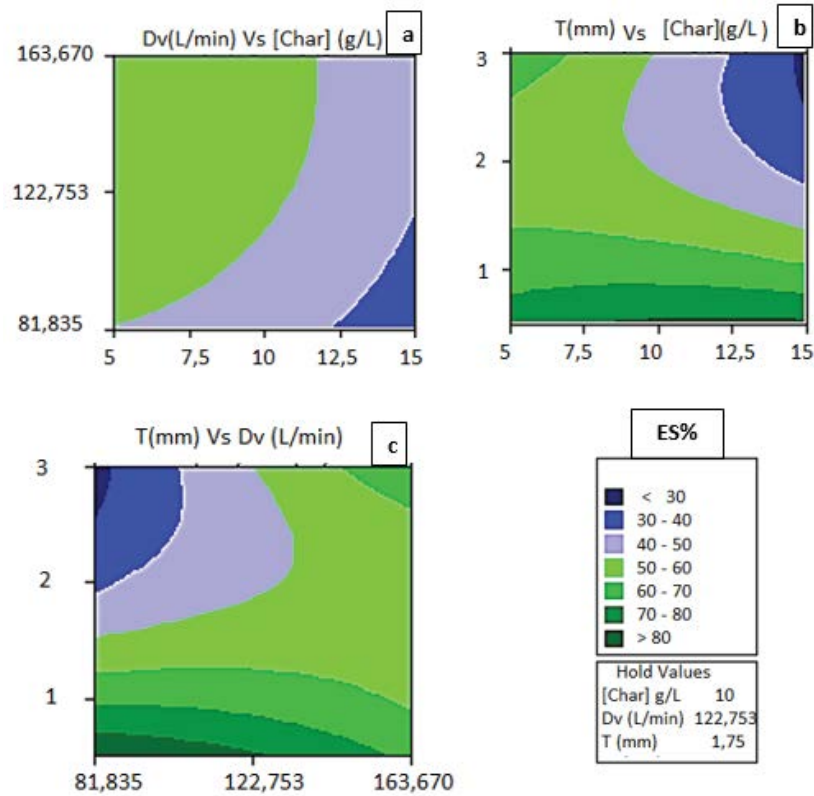 Dv(L/min) Vs [Char] (g/L)
a
163,670
122,753
81,835
5 7,5 10 12,5 15
T(mm) Vs [Char](g/L )
b
3
2
1
5 7,5 10 12,5 15
T(mm) Vs Dv (L/min)
c
3
2
1
81,835 122,753 163,670
ES%
< 30
30 - 40
40 - 50
50 - 60
60 - 70
70 - 80
> 80
Hold Values
[Char] g/L 10
Dv (L/min) 122,753
T (mm) 1,75